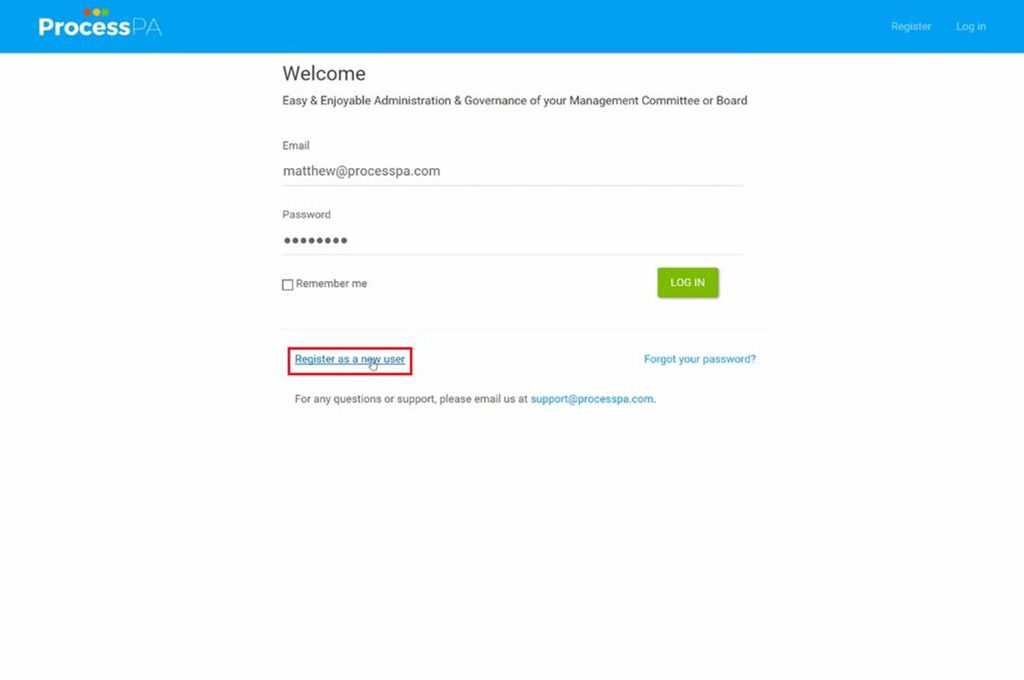 ProcessPA
Register Log in
Welcome
Easy & Enjoyable Administration & Governance of your Management Committee or Board
Email
matthew@processpa.com
Password
Remember me
LOG IN
Register as a new user
Forgot your password?
For any questions or support, please email us at support@processpa.com.